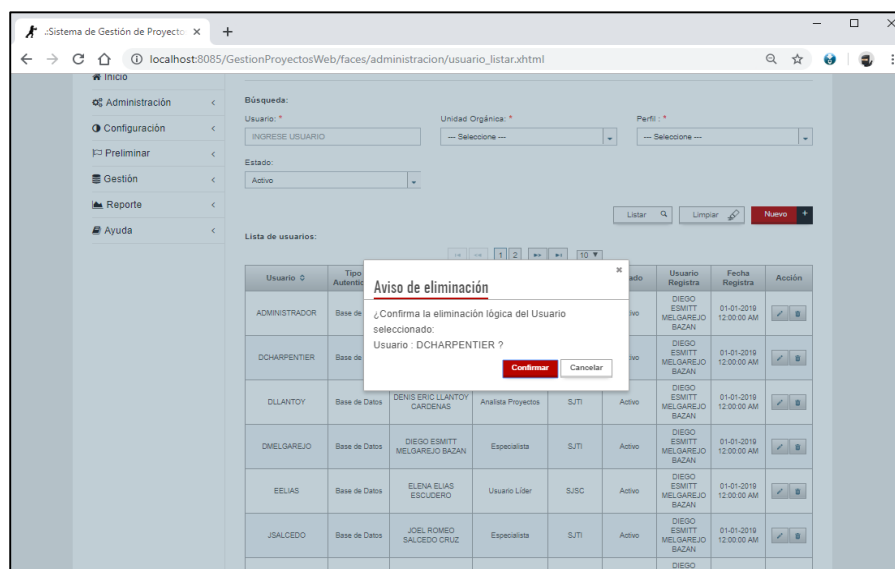 .:Sistema de Gestión de Proyecto
localhost:8085/GestionProyectosWeb/faces/administracion/usuario_listar.xhtml
Inicio
Administración
Configuración
Preliminar
Gestión
Reporte
Ayuda
Búsqueda:
Usuario: * Unidad Orgánica: * Perfil : *
INGRESE USUARIO --- Seleccione --- --- Seleccione ---
Estado:
Activo
Listar Limpiar Nuevo +
Lista de usuarios:
1 2 10
Usuario Tipo Usuario Fecha Acción
Registra Registra
Aviso de eliminación
¿Confirma la eliminación lógica del Usuario
seleccionado:
Usuario : DCHARPENTIER ?
Confirmar Cancelar
ADMINISTRADOR Base de DIEGO ESMITT MELGAREJO BAZAN 01-01-2019 12:00:00 AM
DCHARPENTIER Base de DIEGO ESMITT MELGAREJO BAZAN 01-01-2019 12:00:00 AM
DLLANTOY Base de Datos DENIS ERIC LLANTOY CARDENAS Analista Proyectos SJTI Activo DIEGO ESMITT MELGAREJO BAZAN 01-01-2019 12:00:00 AM
DMELGAREJO Base de Datos DIEGO ESMITT MELGAREJO BAZAN Especialista SJTI Activo DIEGO ESMITT MELGAREJO BAZAN 01-01-2019 12:00:00 AM
EELIAS Base de Datos ELENA ELIAS ESCUDERO Usuario Líder SJSC Activo DIEGO ESMITT MELGAREJO BAZAN 01-01-2019 12:00:00 AM
JSALCEDO Base de Datos JOEL ROMEO SALCEDO CRUZ Especialista SJTI Activo DIEGO ESMITT MELGAREJO BAZAN 01-01-2019 12:00:00 AM
DIEGO